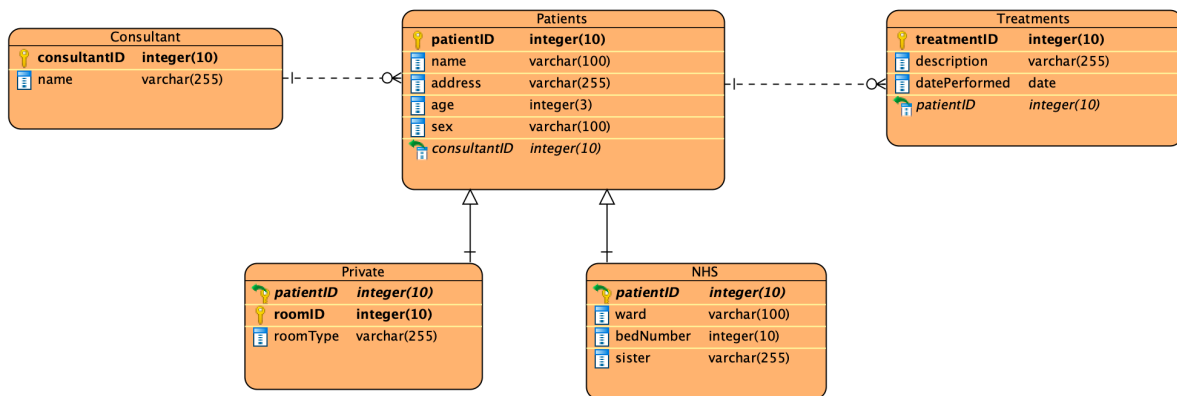 Consultant
consultantID integer(10)
name varchar(255)
Patients
patientID integer(10)
name varchar(100)
address varchar(255)
age integer(3)
sex varchar(100)
consultantID integer(10)
Treatments
treatmentID integer(10)
description varchar(255)
datePerformed date
patientID integer(10)
Private
patientID integer(10)
roomID integer(10)
roomType varchar(255)
NHS
patientID integer(10)
ward varchar(100)
bedNumber integer(10)
sister varchar(255)